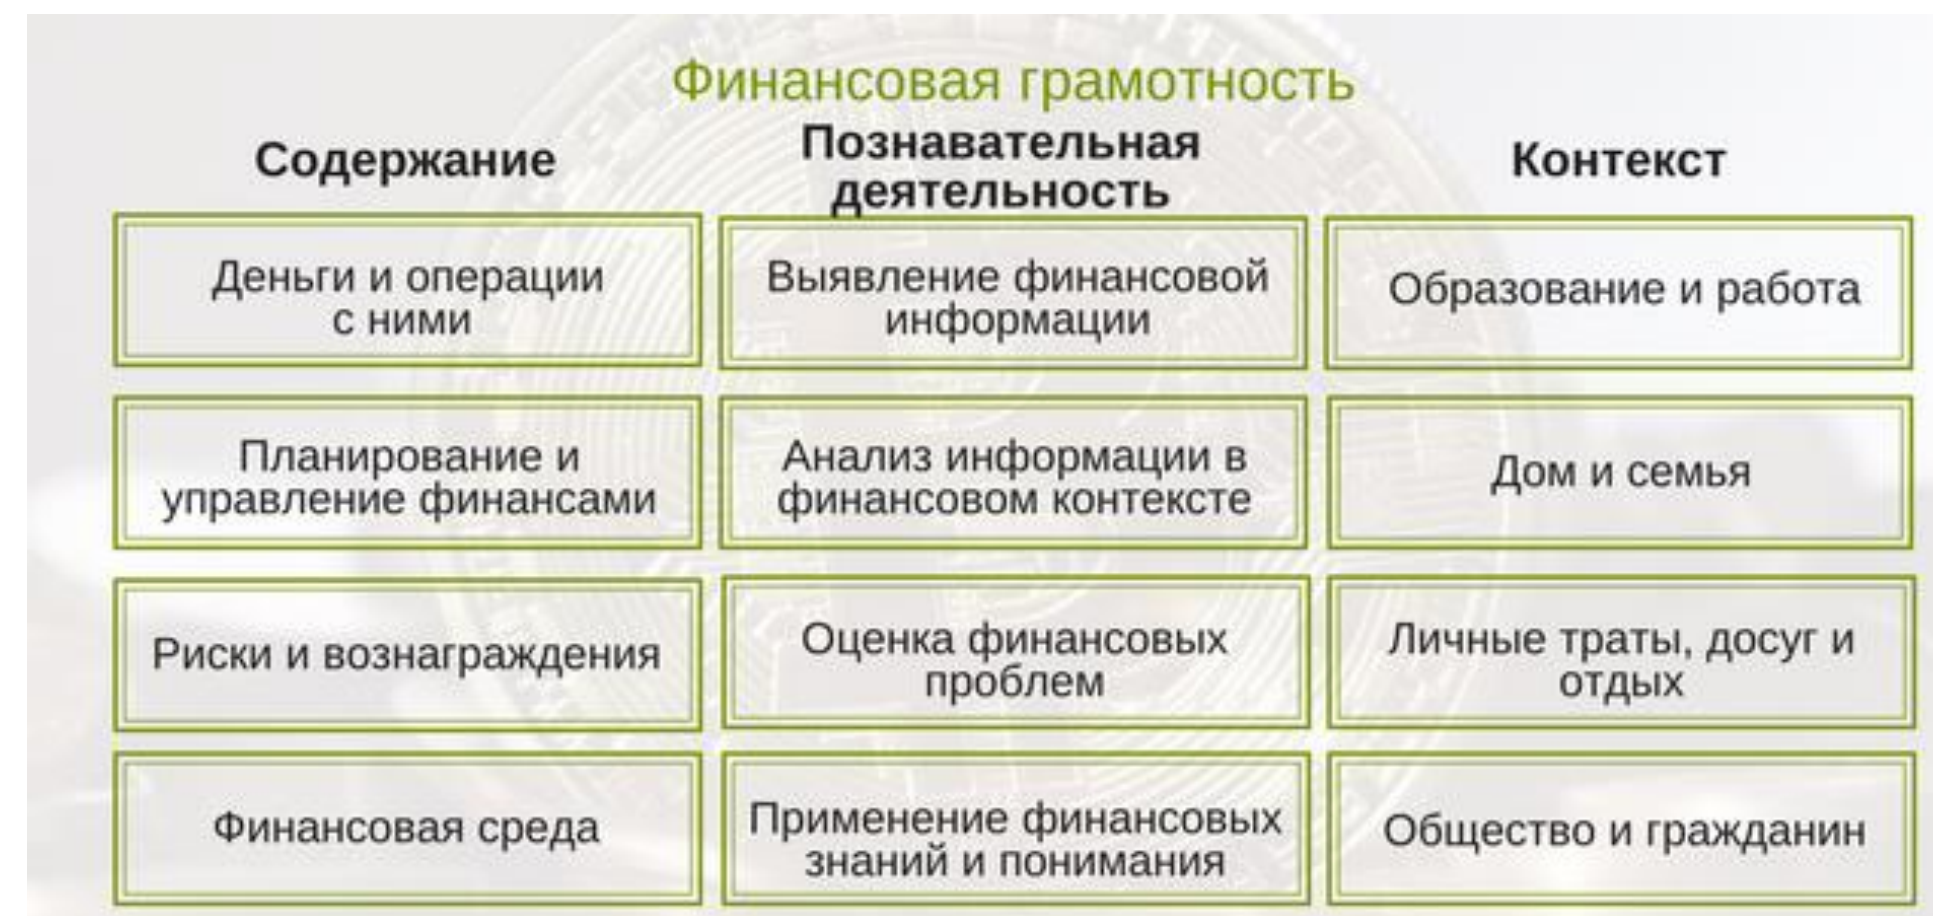 Финансовая грамотность
Содержание
Познавательная
деятельность
Контекст
Деньги и операции
с ними
Выявление финансовой
информации
Образование и работа
Планирование и
управление финансами
Анализ информации в
финансовом контексте
Дом и семья
Риски и вознаграждения
Оценка финансовых
проблем
Личные траты, досуг и
отдых
Финансовая среда
Применение финансовых
знаний и понимания
Общество и гражданин